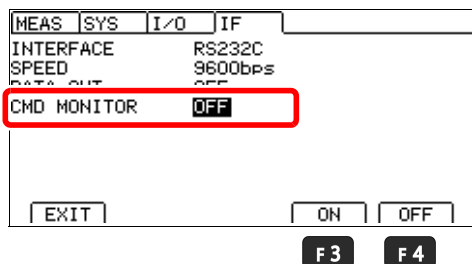 MEAS SYS I/O IF
INTERFACE RS232C
SPEED 9600bps
CMD MONITOR OFF
EXIT ON OFF
F3 F4